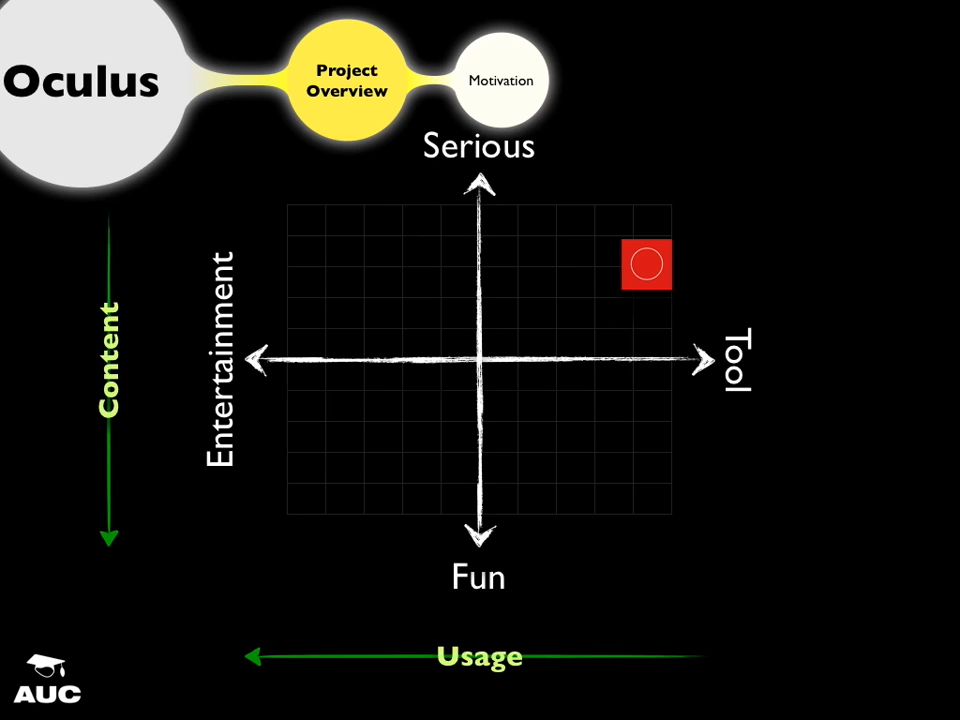 Oculus
Project
Overview
Motivation
Serious
Entertainment
Tool
Content
Fun
Usage
AUC